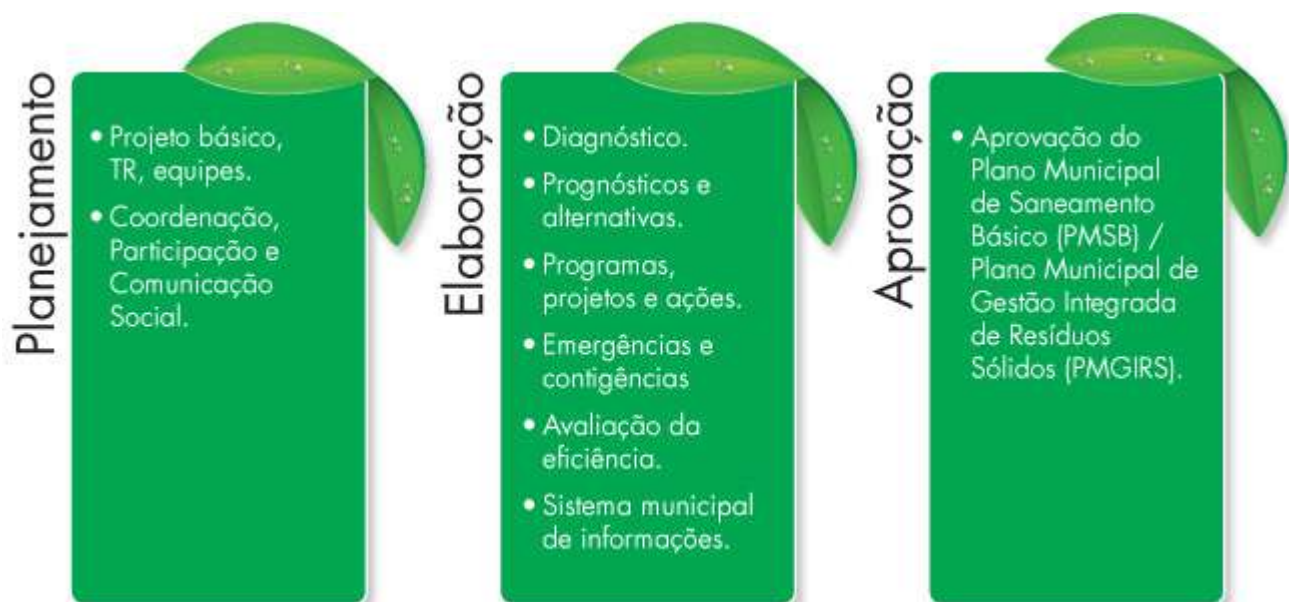 Planejamento
• Projeto básico,
TR, equipes.
• Coordenação,
Participação e
Comunicação
Social.
Elaboração
• Diagnóstico.
• Prognósticos e
alternativas.
• Programas,
projetos e ações.
• Emergências e
contigências
• Avaliação da
eficiência.
• Sistema municipal
de informações.
Aprovação
• Aprovação do
Plano Municipal
de Saneamento
Básico (PMSB) /
Plano Municipal de
Gestão Integrada
de Resíduos
Sólidos (PMGIRS).